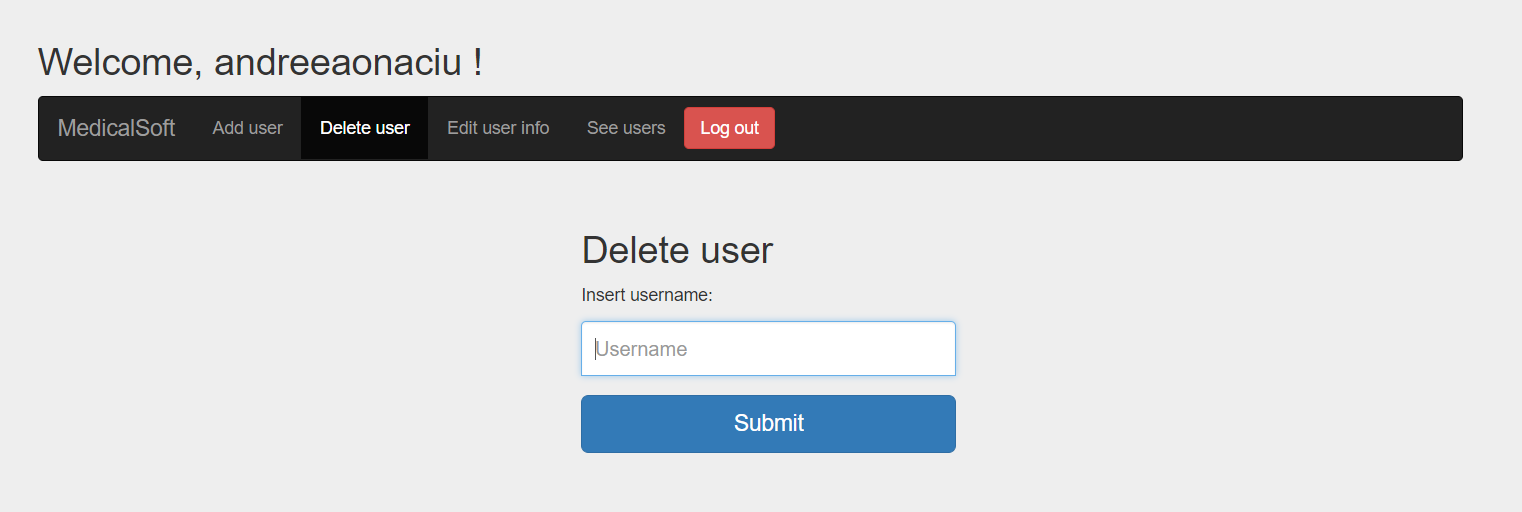 Welcome, andreeaonaciu !
MedicalSoft Add user Delete user Edit user info See users Log out
Delete user
Insert username:
Username
Submit